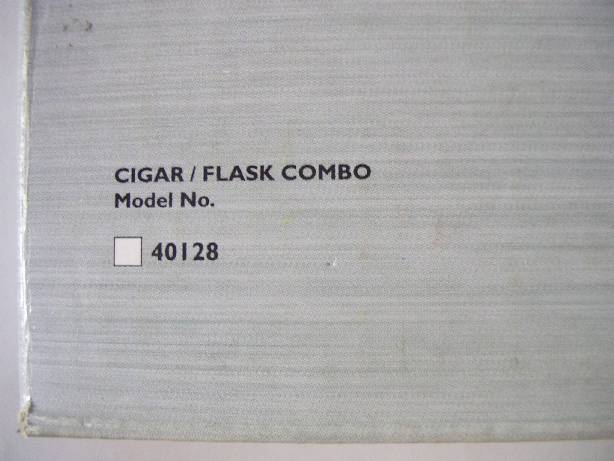 CIGAR / FLASK COMBO
Model No.
40128